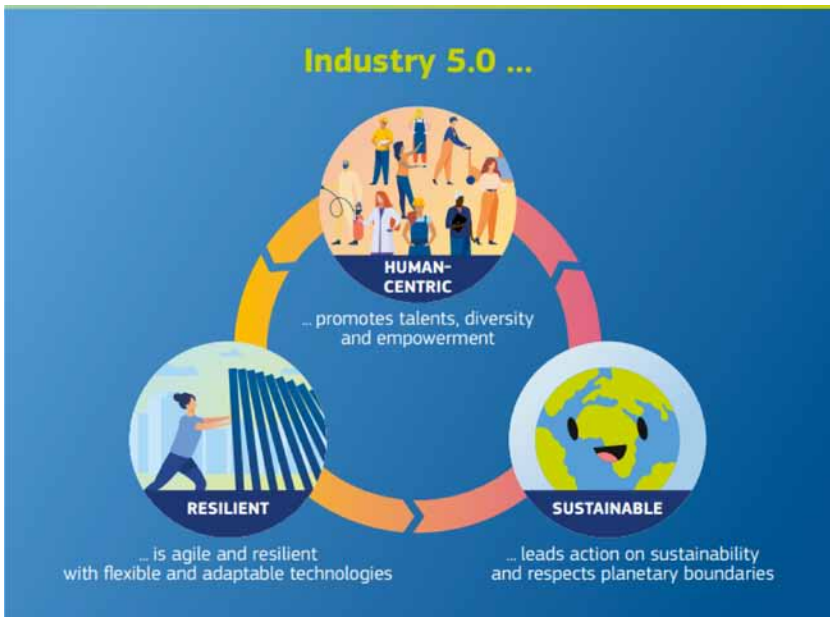 Industry 5.0 ...
HUMAN-
CENTRIC
... promotes talents, diversity
and empowerment
RESILIENT
... is agile and resilient
with flexible and adaptable technologies
SUSTAINABLE
... leads action on sustainability
and respects planetary boundaries